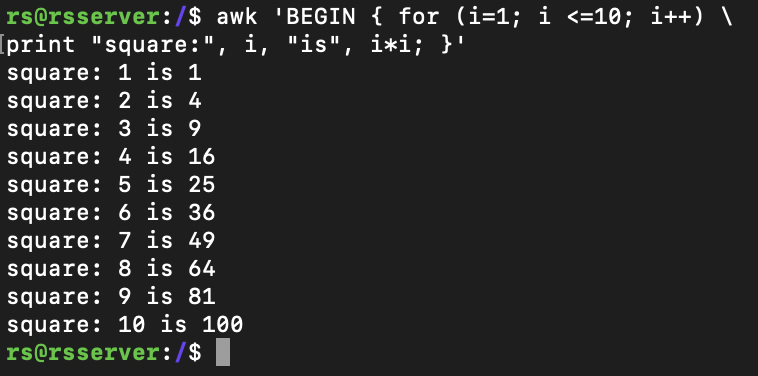 rs@rsserver:/$ awk 'BEGIN { for (i=1; i <=10; i++) \
print "square:", i, "is", i*i; }'
square: 1 is 1
square: 2 is 4
square: 3 is 9
square: 4 is 16
square: 5 is 25
square: 6 is 36
square: 7 is 49
square: 8 is 64
square: 9 is 81
square: 10 is 100
rs@rsserver:/$